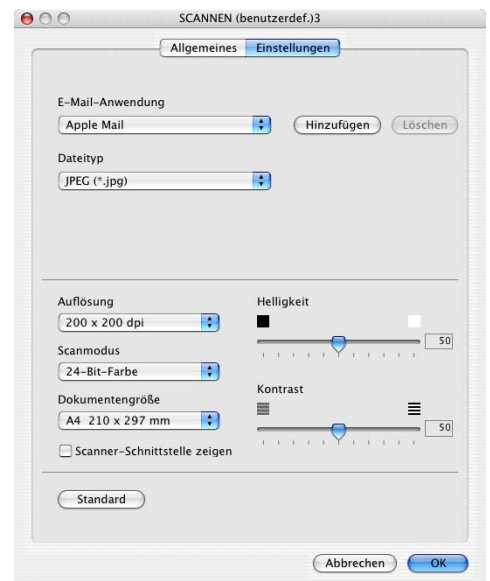 SCANNEN (benutzerdef.)3
Allgemeines Einstellungen
E-Mail-Anwendung
Apple Mail Hinzufügen Löschen
Dateityp
JPEG (*.jpg)
Auflösung Helligkeit
200 x 200 dpi
50
Scanmodus
24-Bit-Farbe
Kontrast
Dokumentengröße
A4 210 x 297 mm
50
Scanner-Schnittstelle zeigen
Standard
Abbrechen OK